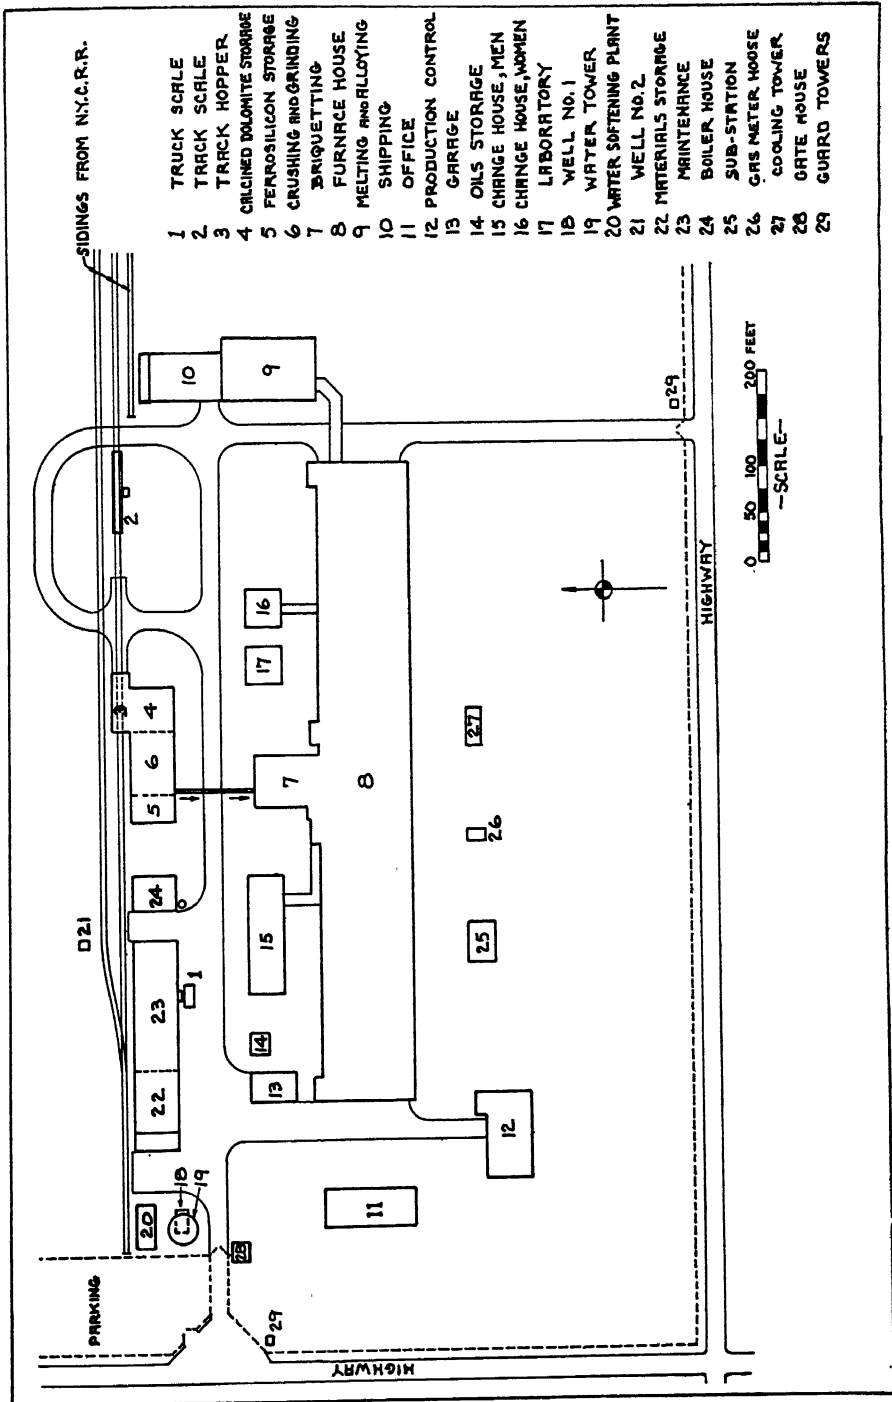 SIDINGS FROM N.Y.C.R.R.
1 TRUCK SCALE
2 TRACK SCALE
3 TRACK HOPPER
4 CALCINED DOLOMITE STORAGE
5 FERROSILICON STORAGE
6 CRUSHING AND GRINDING
7 BRIQUETTING
8 FURNACE HOUSE
9 MELTING AND ALLOYING
10 SHIPPING
11 OFFICE
12 PRODUCTION CONTROL
13 GARAGE
14 OILS STORAGE
15 CHANGE HOUSE, MEN
16 CHANGE HOUSE, WOMEN
17 LABORATORY
18 WELL NO. 1
19 WATER TOWER
20 WATER SOFTENING PLANT
21 WELL NO. 2
22 MATERIALS STORAGE
23 MAINTENANCE
24 BOILER HOUSE
25 SUB-STATION
26 GAS METER HOUSE
27 COOLING TOWER
28 GATE HOUSE
29 GUARD TOWERS
PARKING
21
20
18
19
22
23
1
24
5
6
4
3
2
10
9
28
29
13
14
15
7
17
16
8
11
12
25
26
27
29
HIGHWAY
HIGHWAY
0 50 100 200 FEET
-SCALE-